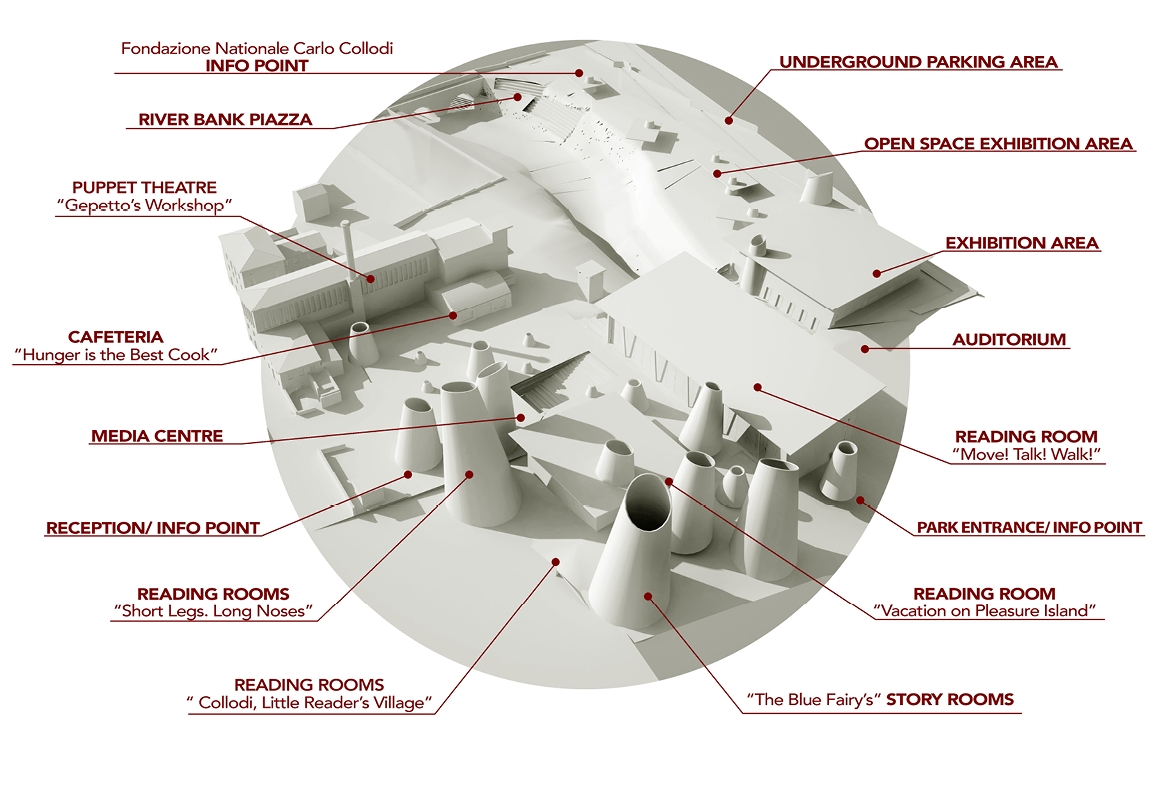 Fondazione Nationale Carlo Collodi
INFO POINT
RIVER BANK PIAZZA
PUPPET THEATRE
“Gepetto’s Workshop”
CAFETERIA
“Hunger is the Best Cook”
MEDIA CENTRE
RECEPTION/ INFO POINT
READING ROOMS
“Short Legs. Long Noses”
READING ROOMS
“ Collodi, Little Reader’s Village”
UNDERGROUND PARKING AREA
OPEN SPACE EXHIBITION AREA
EXHIBITION AREA
AUDITORIUM
READING ROOM
“Move! Talk! Walk!”
PARK ENTRANCE/ INFO POINT
READING ROOM
“Vacation on Pleasure Island”
“The Blue Fairy’s” STORY ROOMS